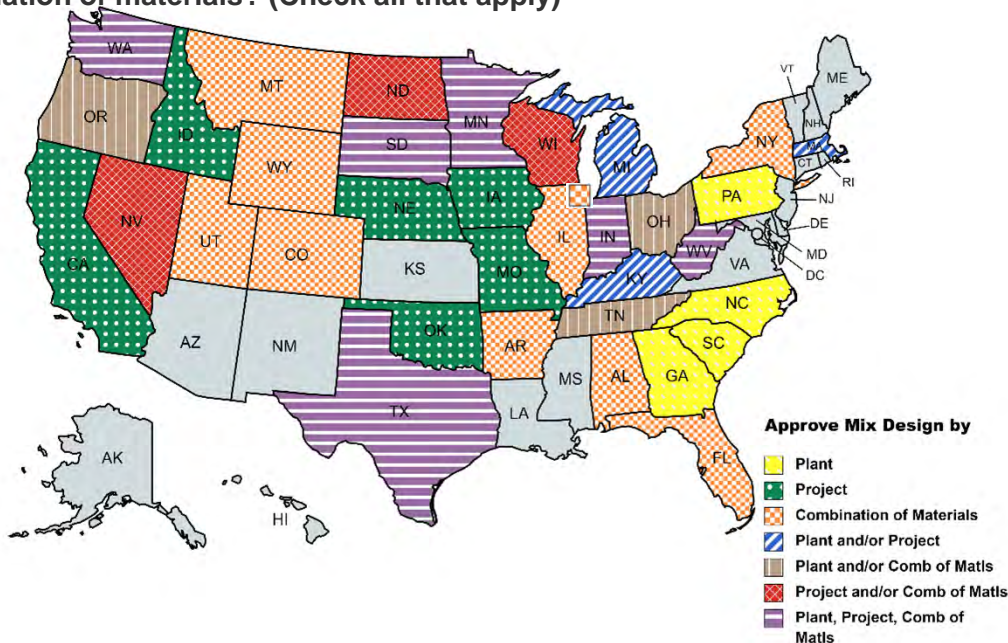 ation of materials? (Check all that apply)
WA
MT
ND
MN
VT
ME
OR
ID
SD
WI
MI
NH
NY
MA
WY
CT
RI
NV
NE
IA
PA
NJ
CA
UT
CO
IL
IN
OH
DE
WV
MD
KS
MO
KY
VA
DC
NC
TN
AZ
NM
OK
AR
SC
MS
AL
GA
TX
LA
FL
AK
HI
Approve Mix Design by
Plant
Project
Combination of Materials
Plant and/or Project
Plant and/or Comb of Matls
Project and/or Comb of Matls
Plant, Project, Comb of
Matls